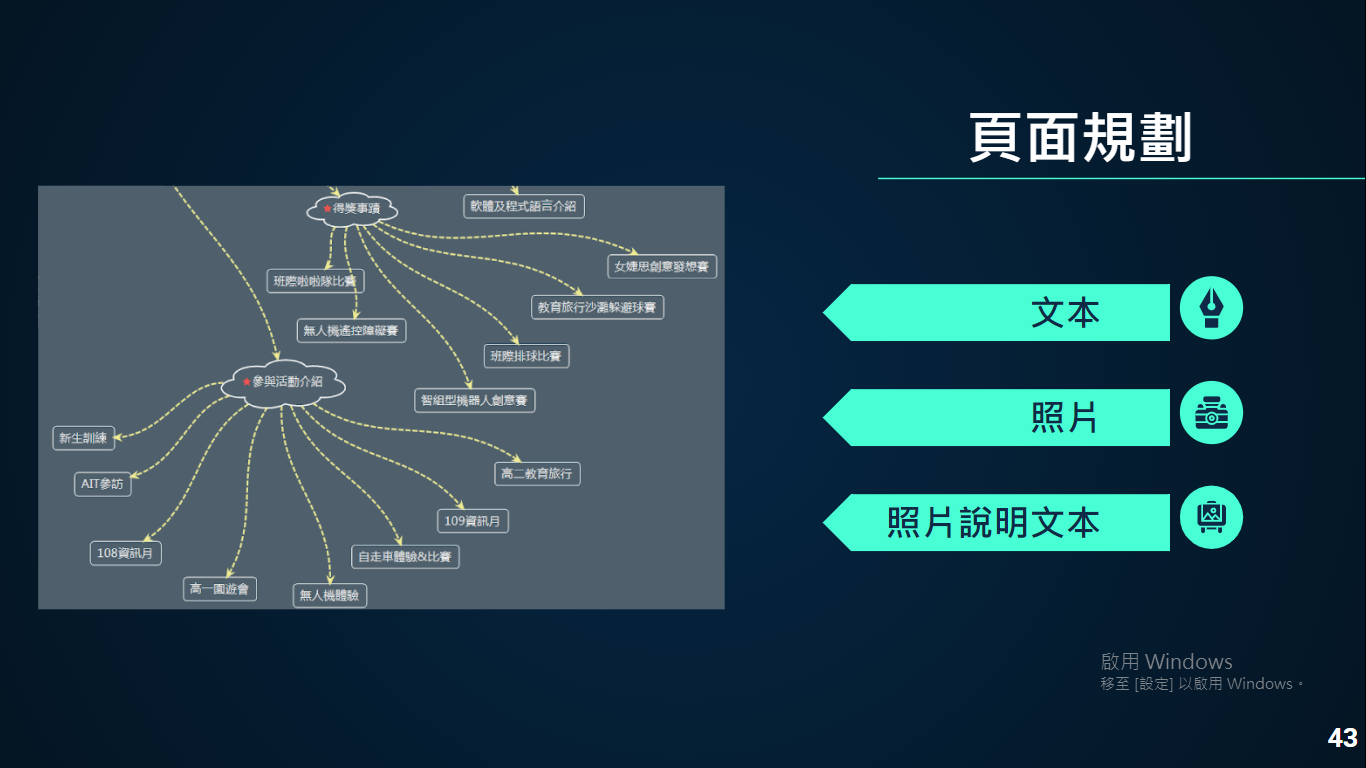 頁面規劃
★得獎事蹟
軟體及程式語言介紹
女媫思創意發想賽
班際啦啦隊比賽
教育旅行沙灘躲避球賽
無人機遙控障礙賽
班際排球比賽
智組型機器人創意賽
★參與活動介紹
新生訓練
AIT參訪
108資訊月
高一園遊會
無人機體驗
自走車體驗&比賽
109資訊月
高二教育旅行
文本
照片
照片說明文本
啟用 Windows
移至 [設定] 以啟用 Windows。
43